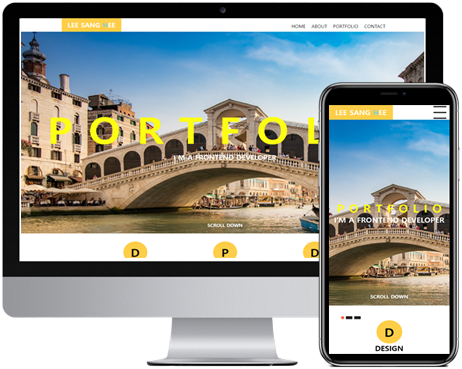 HOME ABOUT PORTFOLIO CONTACT
LEE SANG
EE
PORTFOL
I'M A FRONTEND DEVELOPER
SCROLL DOWN
D P D
LEE SANG
EE
PORTFOLIO
I'M A FRONTEND DEVELOPER
SCROLL DOWN
D
DESIGN